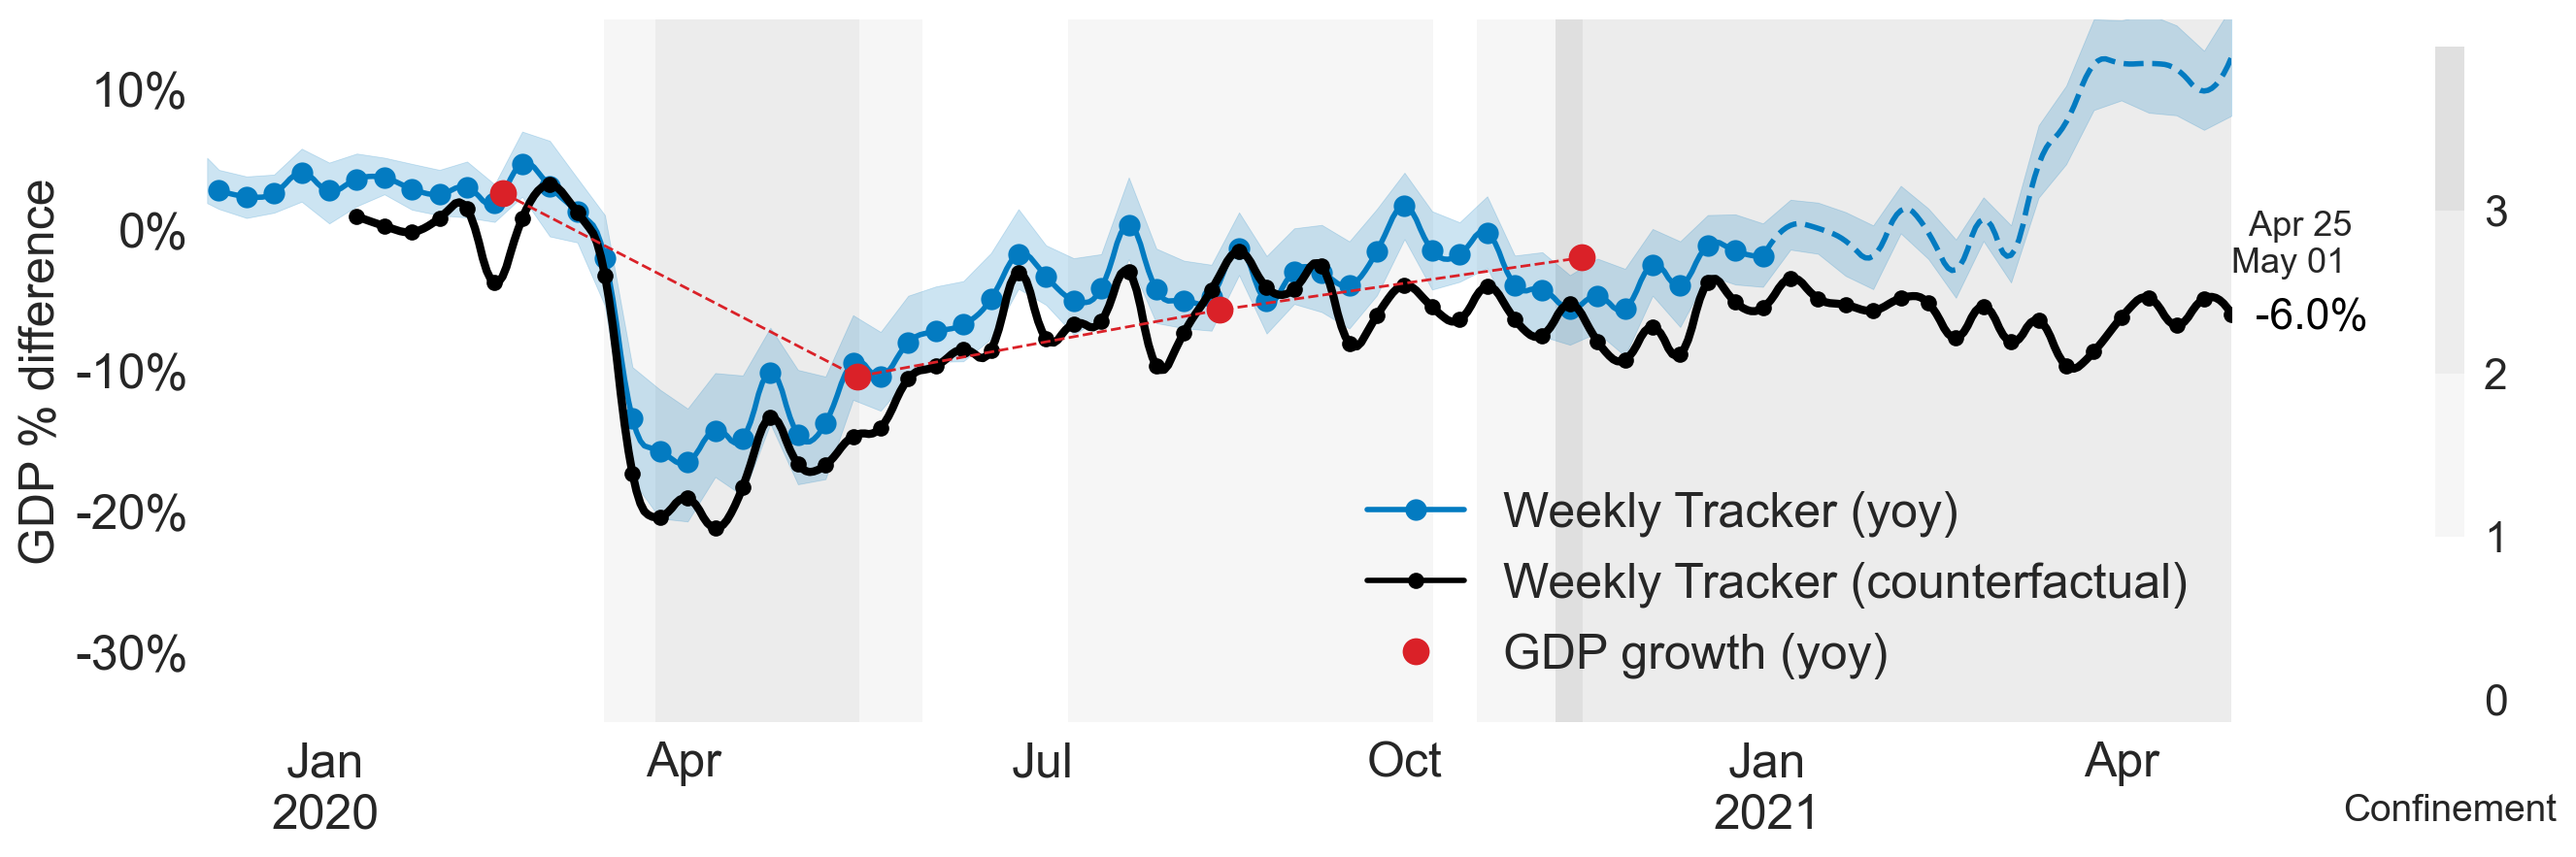 GDP % difference
10%
0%
-10%
-20%
-30%
Jan
2020
Apr
Jul
Oct
Jan
2021
Apr
Weekly Tracker (yoy)
Weekly Tracker (counterfactual)
GDP growth (yoy)
Apr 25
May 01
-6.0%
3
2
1
0
Confinement